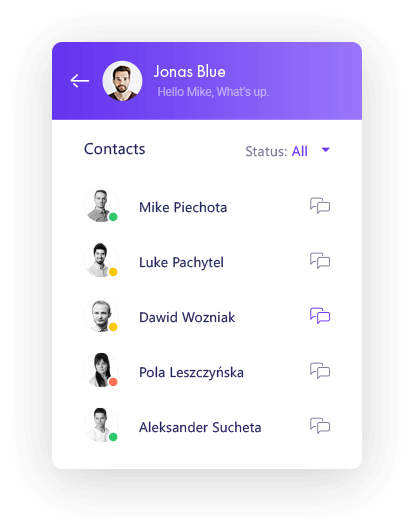 Jonas Blue
Hello Mike, What's up.
Contacts
Status: All
Mike Piechota
Luke Pachytel
Dawid Wozniak
Pola Leszczyńska
Aleksander Sucheta